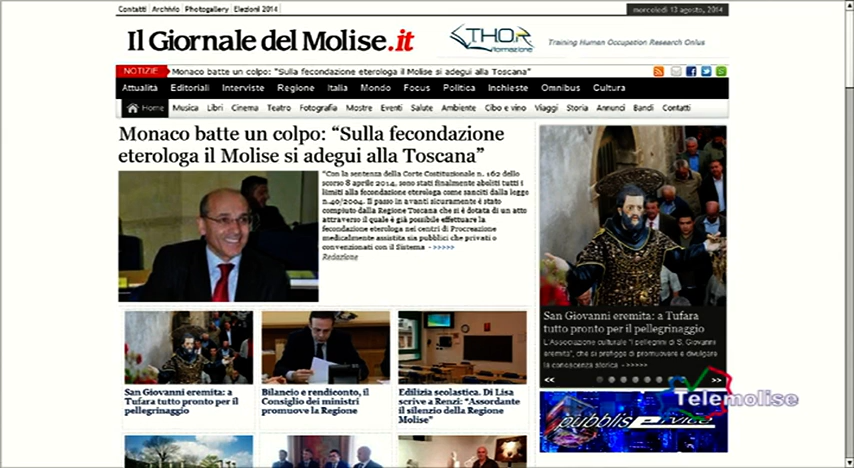 Contatti Archivio Photogallery Elezioni 2014
mercoledì 13 agosto, 2014
Il Giornale del Molise.it
THOR
formazione
Training Human Occupation Research Onlus
NOTIZIE
Monaco batte un colpo: "Sulla fecondazione eterologa il Molise si adegui alla Toscana"
Attualità Editoriali Interviste Regione Italia Mondo Focus Politica Inchieste Omnibus Cultura
Home Musica Libri Cinema Teatro Fotografia Mostre Eventi Salute Ambiente Cibo e vino Viaggi Storia Annunci Bandi Contatti
Monaco batte un colpo: “Sulla fecondazione
eterologa il Molise si adegui alla Toscana”
“Con la sentenza della Corte Costituzionale n. 162 dello
scorso 8 aprile 2014, sono stati finalmente aboliti tutti i
limiti alla fecondazione eterologa come sanciti dalla legge
n.40/2004. Il passo in avanti sicuramente è stato
compiuto dalla Regione Toscana che si è dotata di un atto
attraverso il quale è già possibile effettuare la
fecondazione eterologa nei centri di Procreazione
medicalmente assistita sia pubblici che privati o
convenzionati con il Sistema - >>>>>
Redazione
San Giovanni eremita: a Tufara
tutto pronto per il pellegrinaggio
L'Associazione culturale "I pellegrini di S. Giovanni
eremita", che si prefigge di promuovere e divulgare
la conoscenza storica - >>>>>
<< >>
Telemolise
San Giovanni eremita: a
Tufara tutto pronto per il
pellegrinaggio
Bilancio e rendiconto, il
Consiglio dei ministri
promuove la Regione
Edilizia scolastica. Di Lisa
scrive a Renzi: “Assordante
il silenzio della Regione
Molise”
pubbliservice